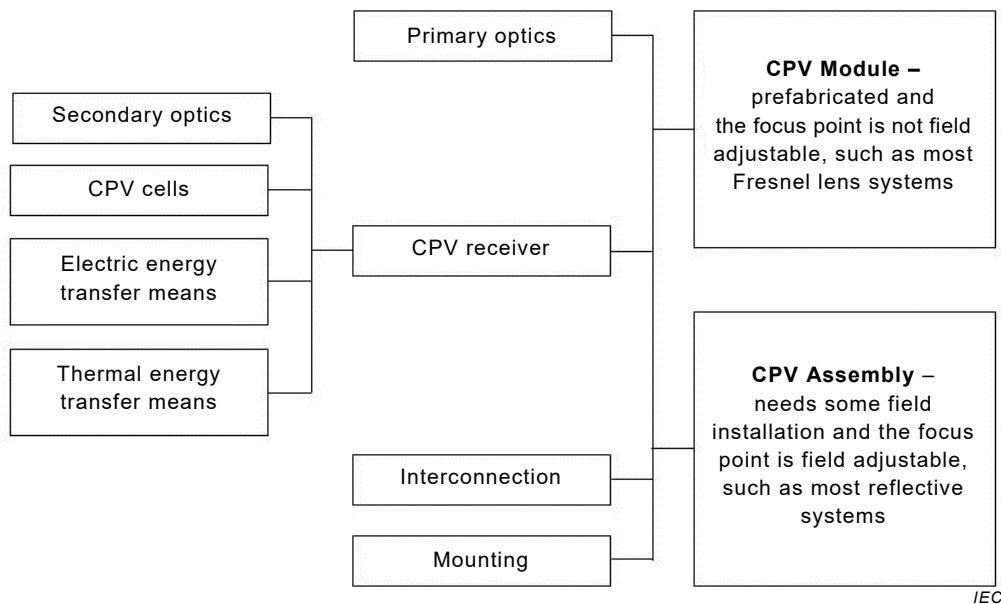 Primary optics
CPV Module –
prefabricated and
the focus point is not field
adjustable, such as most
Fresnel lens systems
Secondary optics
CPV cells
CPV receiver
Electric energy
transfer means
Thermal energy
transfer means
CPV Assembly –
needs some field
installation and the focus
point is field adjustable,
such as most reflective
systems
Interconnection
Mounting
IEC